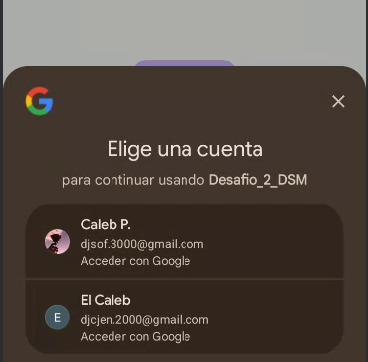 Elige una cuenta
para continuar usando Desafio_2_DSM
Caleb P.
djsof.3000@gmail.com
Acceder con Google
E
El Caleb
djcjen.2000@gmail.com
Acceder con Google